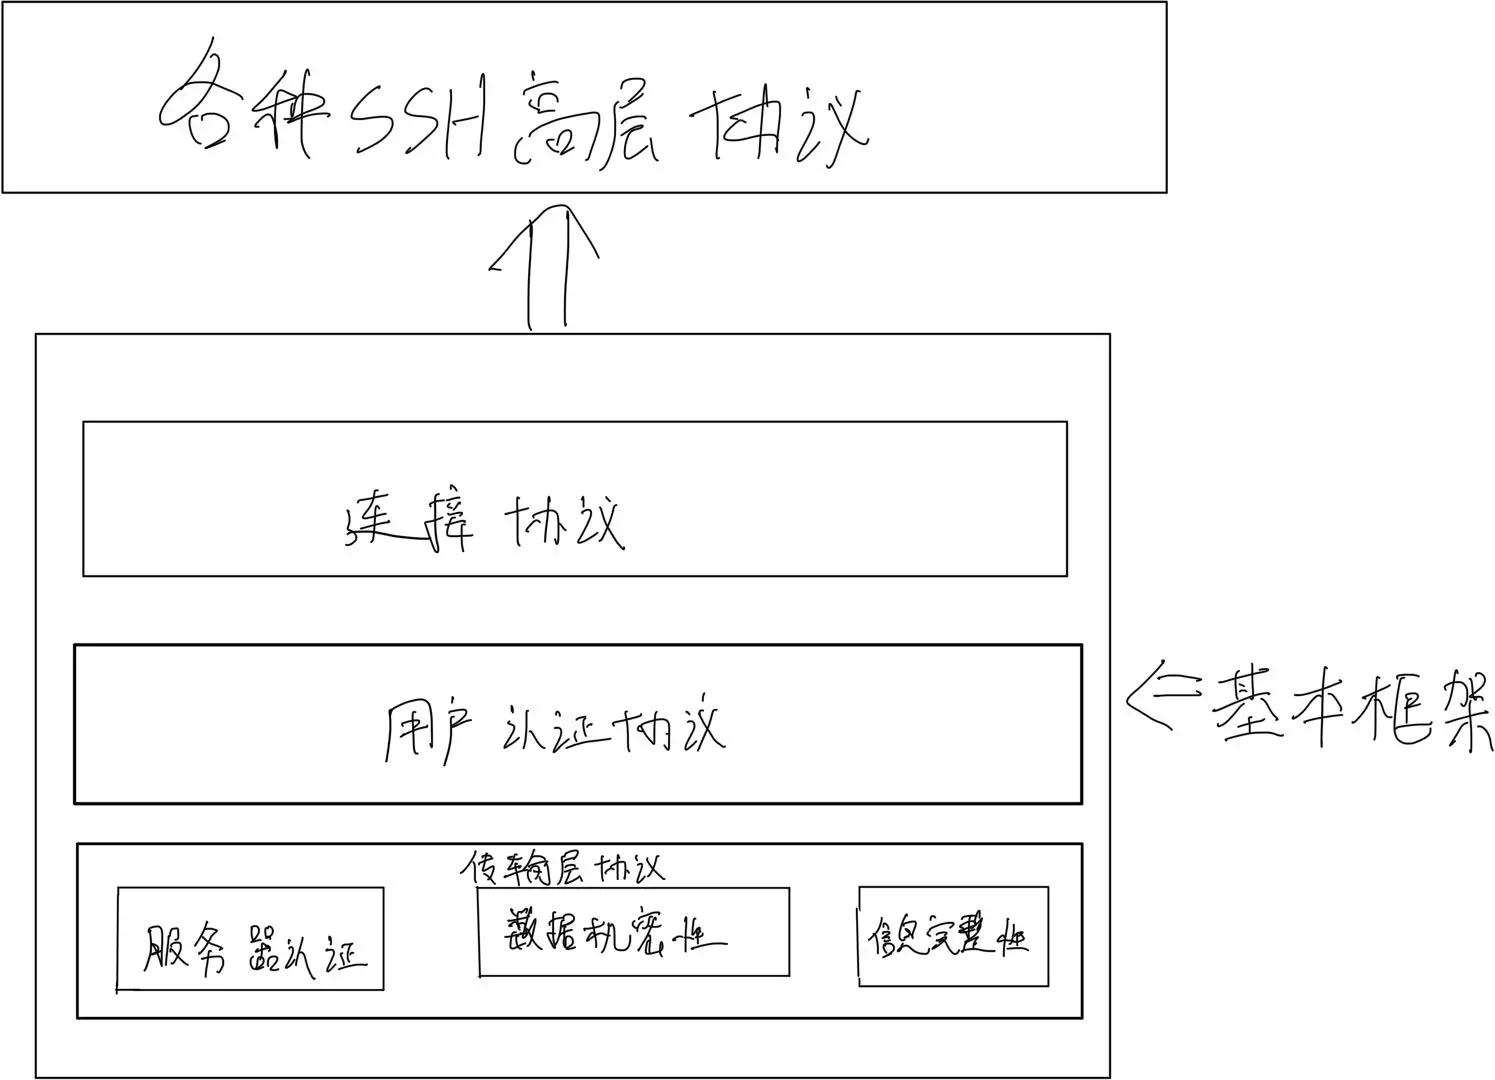 各种SSH高层协议
连接协议
用户认证协议
基本框架
传输层协议
服务器认证
数据机密性
信息完整性